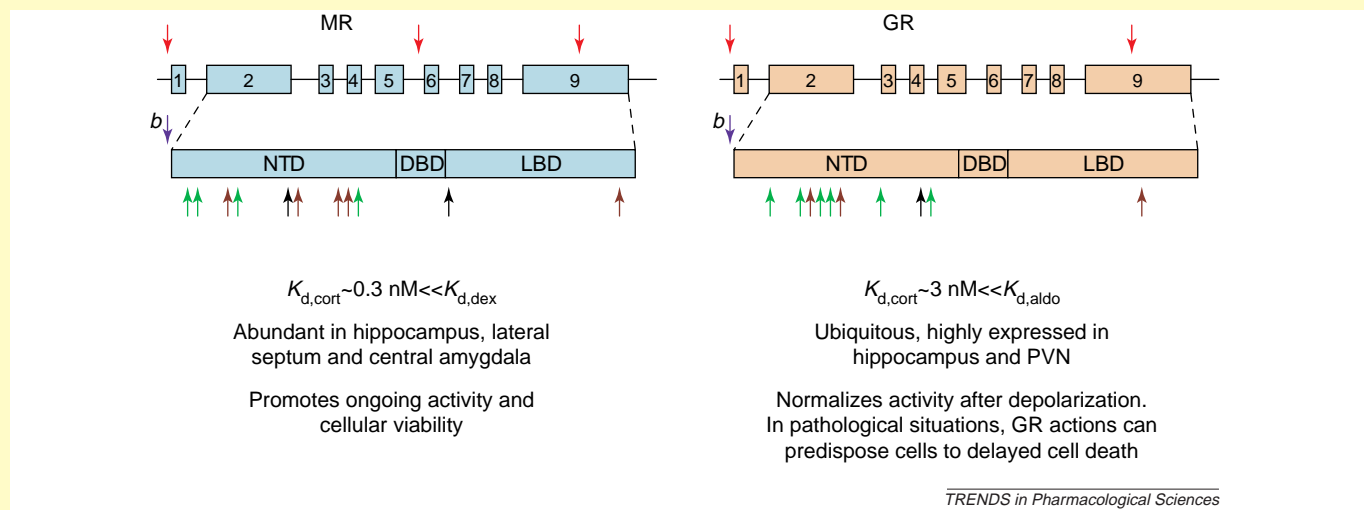 MR
1 2 3 4 5 6 7 8 9
b
NTD DBD LBD
Kd,cort~0.3 nM<<Kd,dex
Abundant in hippocampus, lateral
septum and central amygdala
Promotes ongoing activity and
cellular viability
GR
1 2 3 4 5 6 7 8 9
b
NTD DBD LBD
Kd,cort~3 nM<<Kd,aldo
Ubiquitous, highly expressed in
hippocampus and PVN
Normalizes activity after depolarization.
In pathological situations, GR actions can
predispose cells to delayed cell death
TRENDS in Pharmacological Sciences